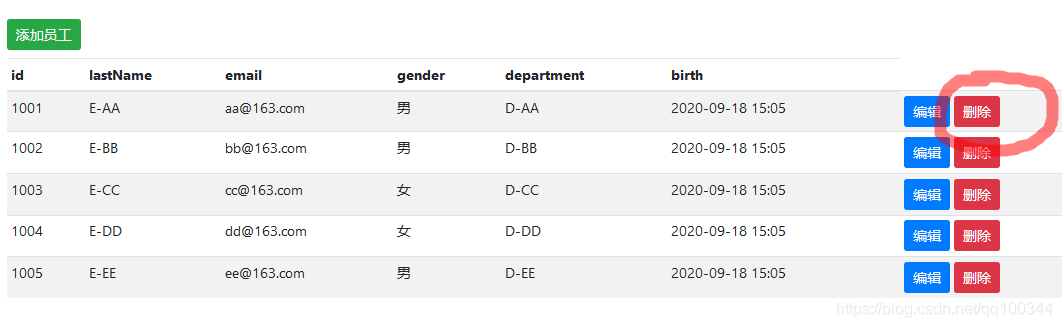 添加员工
id lastName email gender department birth
1001 E-AA aa@163.com 男 D-AA 2020-09-18 15:05 编辑 删除
1002 E-BB bb@163.com 男 D-BB 2020-09-18 15:05 编辑 删除
1003 E-CC cc@163.com 女 D-CC 2020-09-18 15:05 编辑 删除
1004 E-DD dd@163.com 女 D-DD 2020-09-18 15:05 编辑 删除
1005 E-EE ee@163.com 男 D-EE 2020-09-18 15:05 编辑 删除
https://blog.csdn.net/qq100344